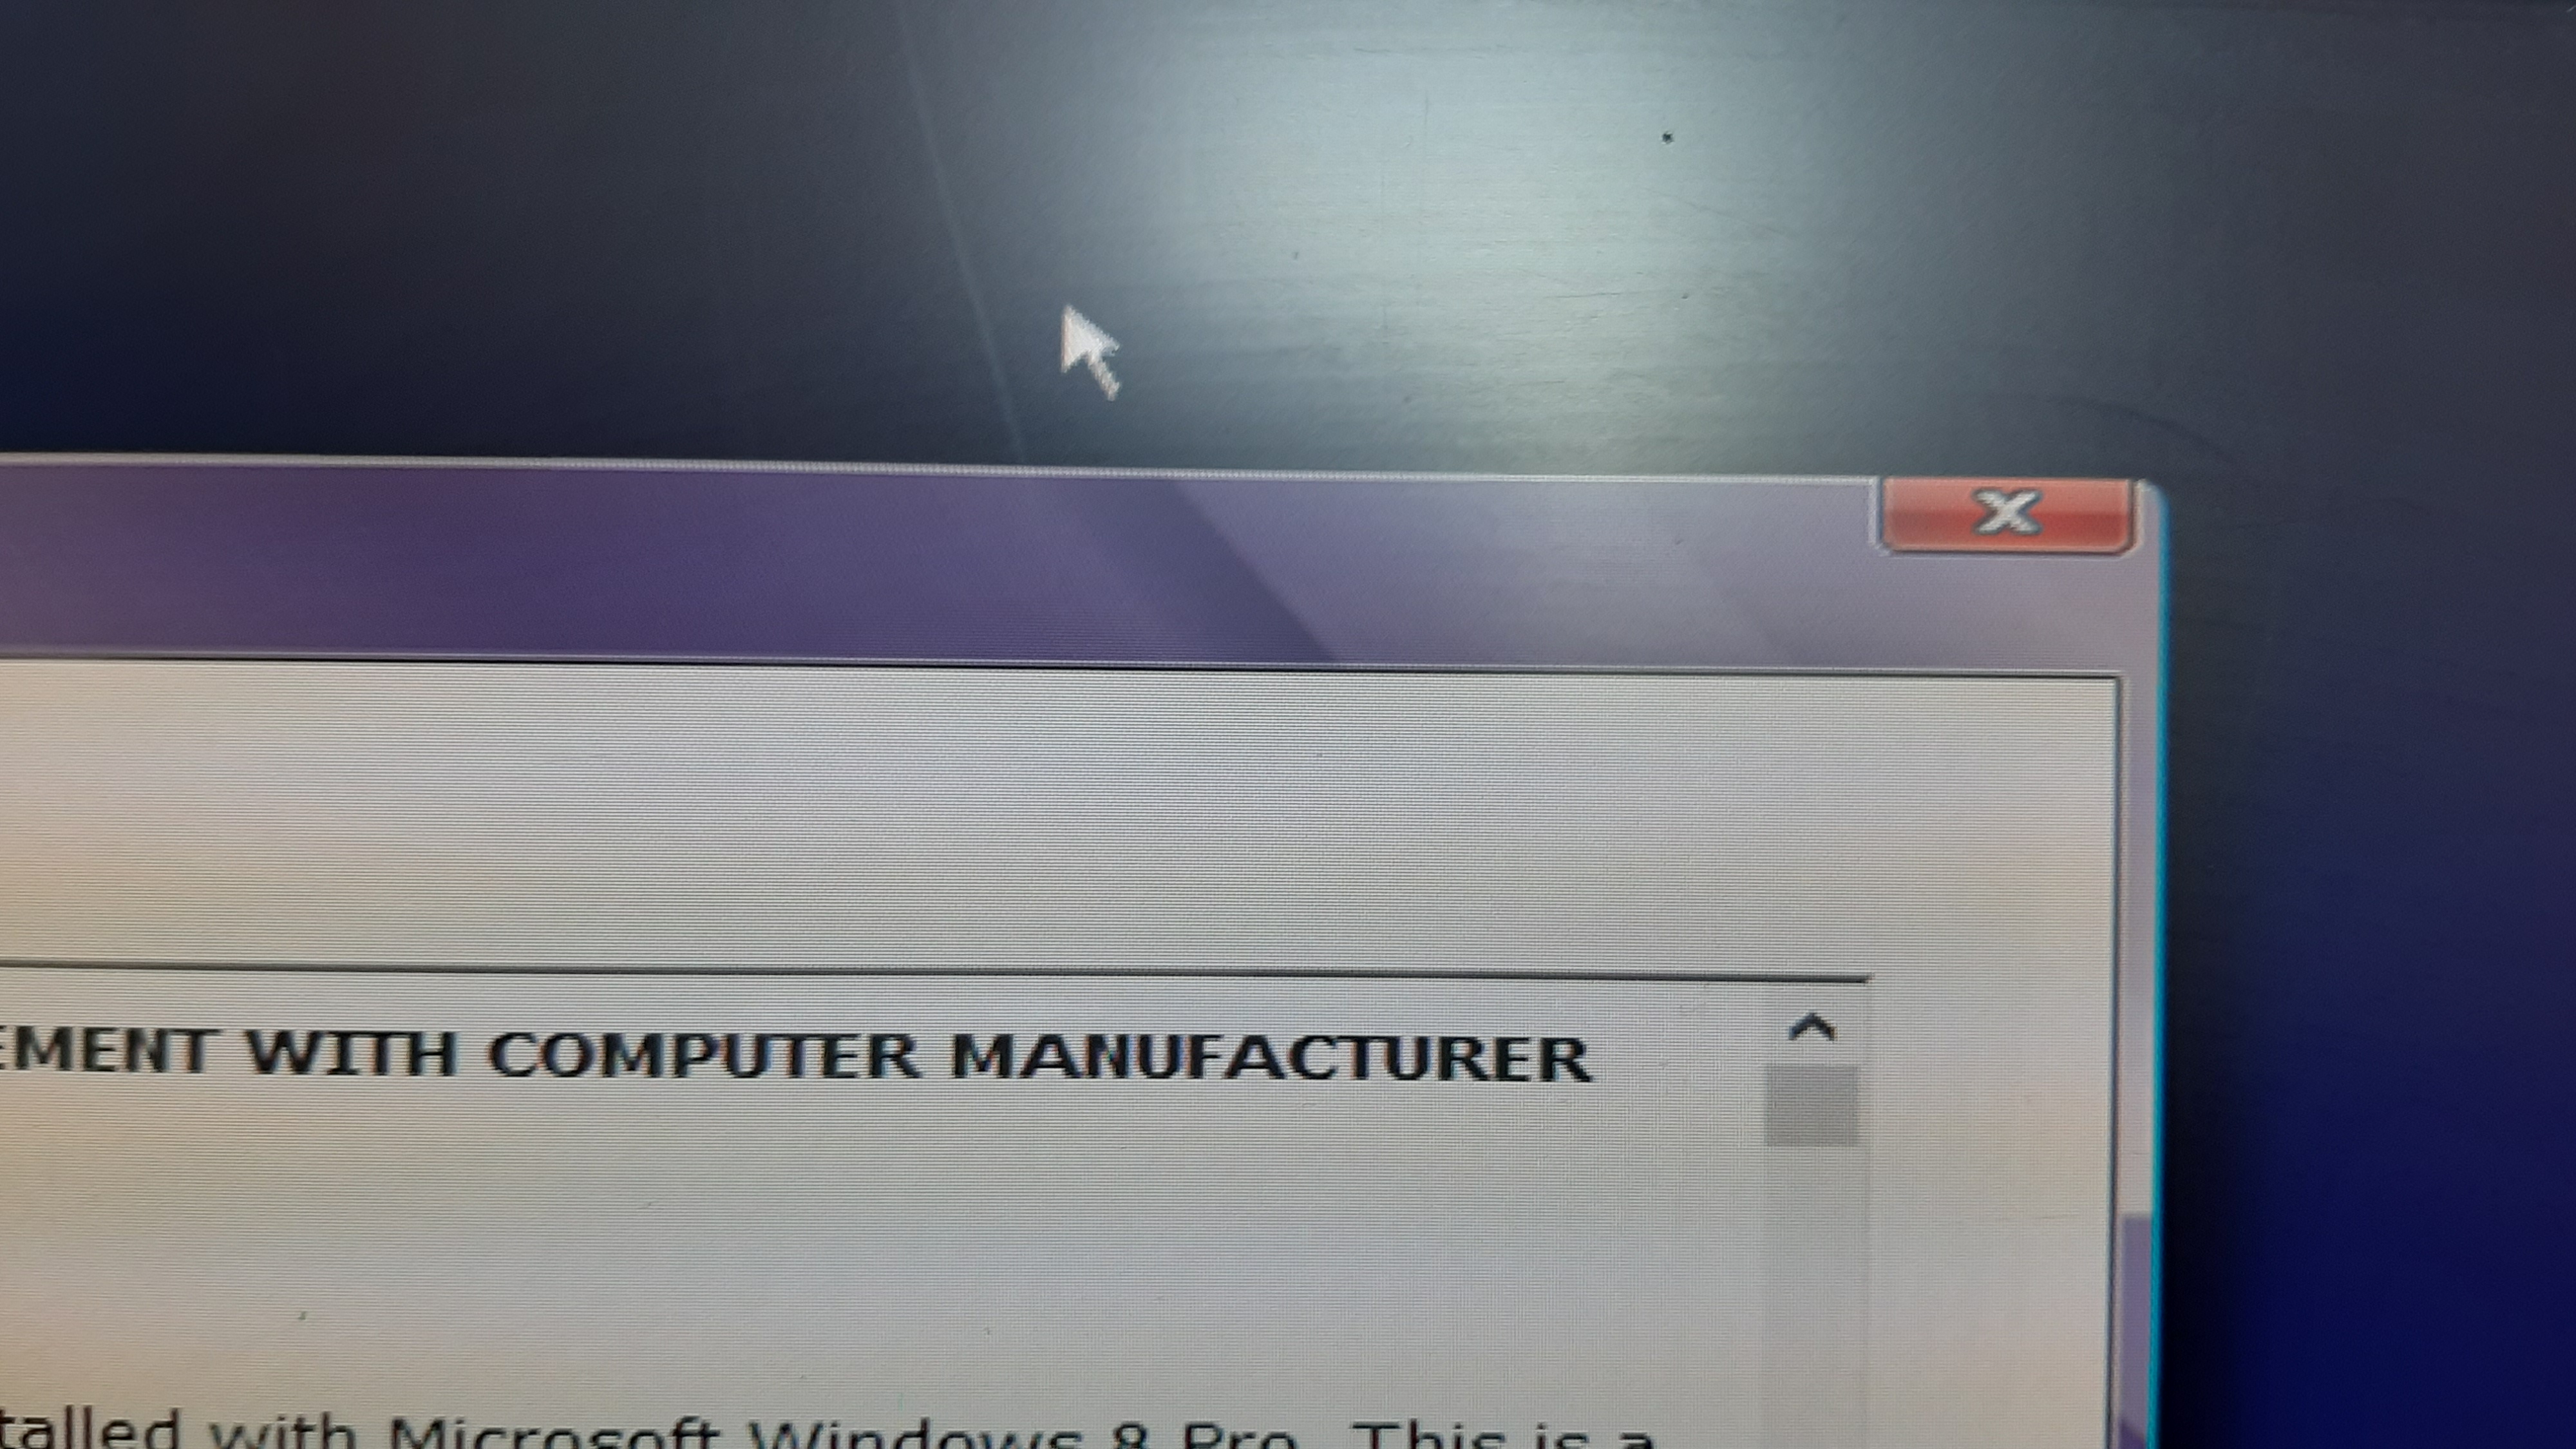 EMENT WITH COMPUTER MANUFACTURER
talled with Microsoft Windows 8 Pro. This is a